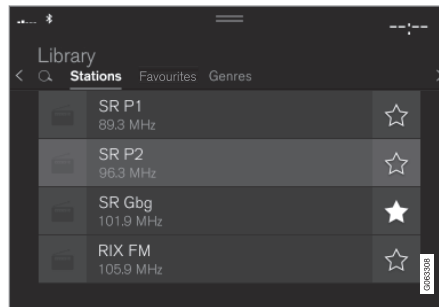 --:--
Library
Stations Favourites Genres
SR P1
89.3 MHz
SR P2
96.3 MHz
SR Gbg
101.9 MHz
RIX FM
105.9 MHz
G063308